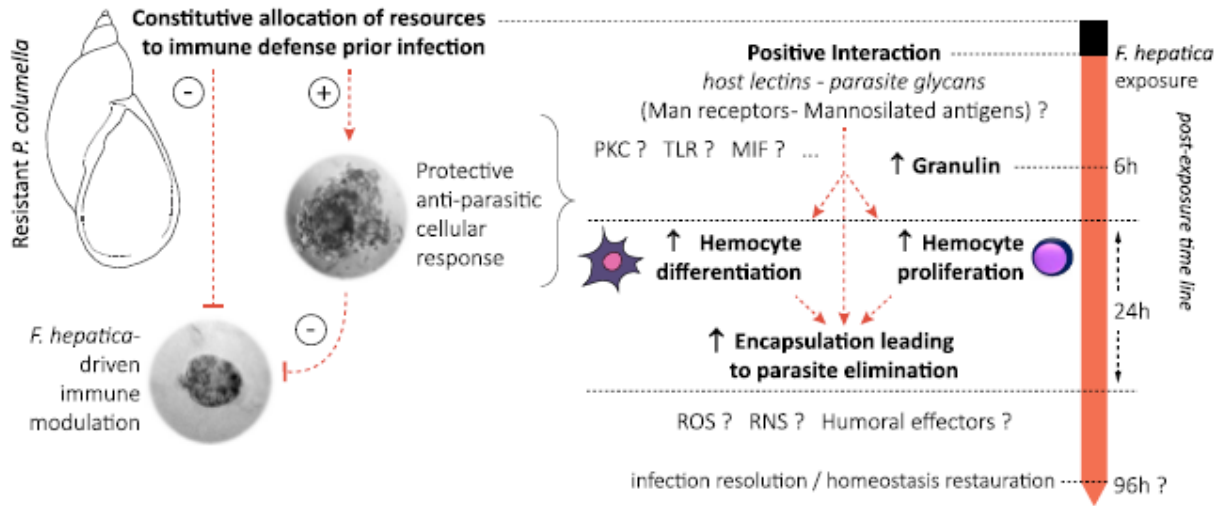 Constitutive allocation of resources
to immune defense prior infection
Resistant P. columella
-
+
Protective
anti-parasitic
cellular
response
-
F. hepatica-
driven
immune
modulation
Positive Interaction
host lectins - parasite glycans
(Man receptors- Mannosilated antigens) ?
PKC ? TLR ? MIF ? ...
↑ Granulin
↑ Hemocyte
differentiation
↑ Hemocyte
proliferation
↑ Encapsulation leading
to parasite elimination
ROS ? RNS ? Humoral effectors ?
infection resolution / homeostasis restauration
F. hepatica
exposure
6h
24h
96h ?
post-exposure time line